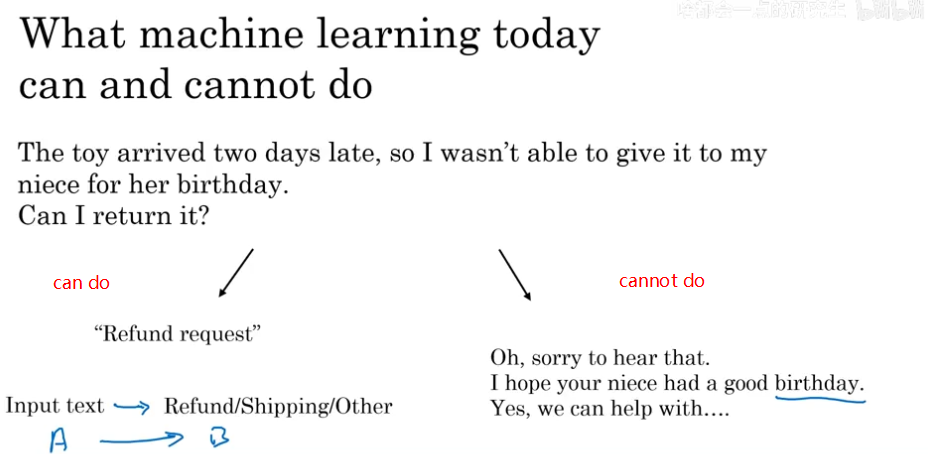 What machine learning today
can and cannot do
The toy arrived two days late, so I wasn’t able to give it to my
niece for her birthday.
Can I return it?
can do
cannot do
“Refund request”
Oh, sorry to hear that.
I hope your niece had a good birthday.
Yes, we can help with….
Input text → Refund/Shipping/Other
A → B